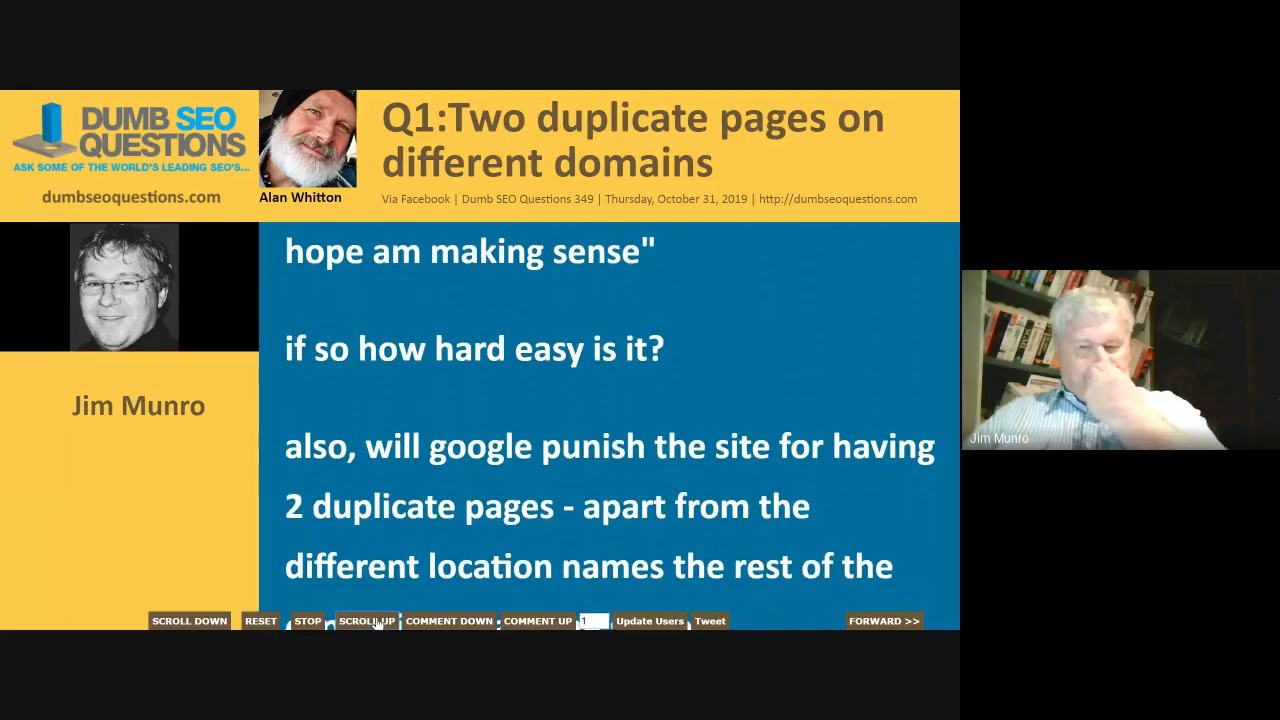 DUMB SEO
QUESTIONS
ASK SOME OF THE WORLD'S LEADING SEO'S...
dumbseoquestions.com
Alan Whitton
Q1:Two duplicate pages on
different domains
Via Facebook | Dumb SEO Questions 349 | Thursday, October 31, 2019 | http://dumbseoquestions.com
Jim Munro
hope am making sense"
if so how hard easy is it?
also, will google punish the site for having
2 duplicate pages - apart from the
different location names the rest of the
SCROLL DOWN RESET STOP SCROLL UP COMMENT DOWN COMMENT UP 1 Update Users Tweet FORWARD >>
Jim Munro